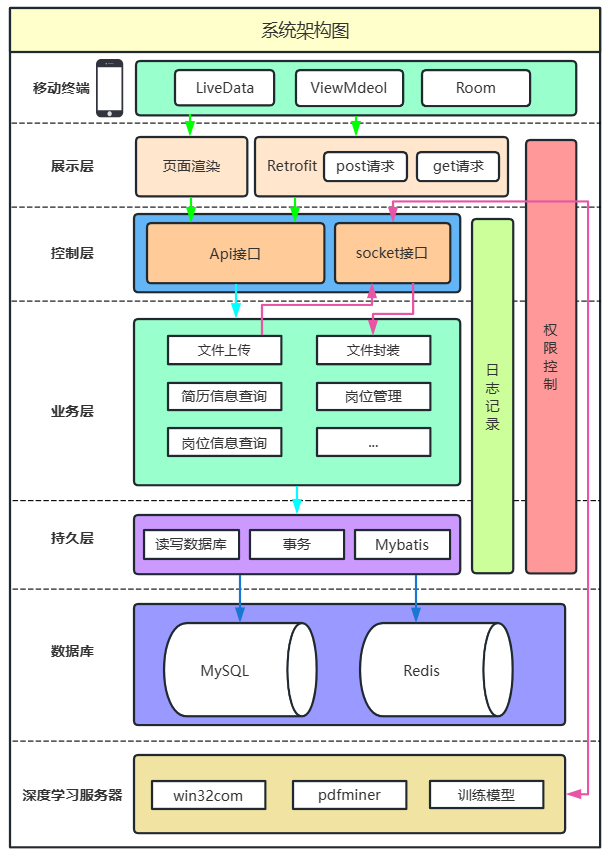 系统架构图
移动终端
LiveData
ViewMdeol
Room
展示层
页面渲染
Retrofit
post请求
get请求
控制层
Api接口
socket接口
权限控制
日志记录
业务层
文件上传
文件封装
简历信息查询
岗位管理
岗位信息查询
...
持久层
读写数据库
事务
Mybatis
数据库
MySQL
Redis
深度学习服务器
win32com
pdfminer
训练模型